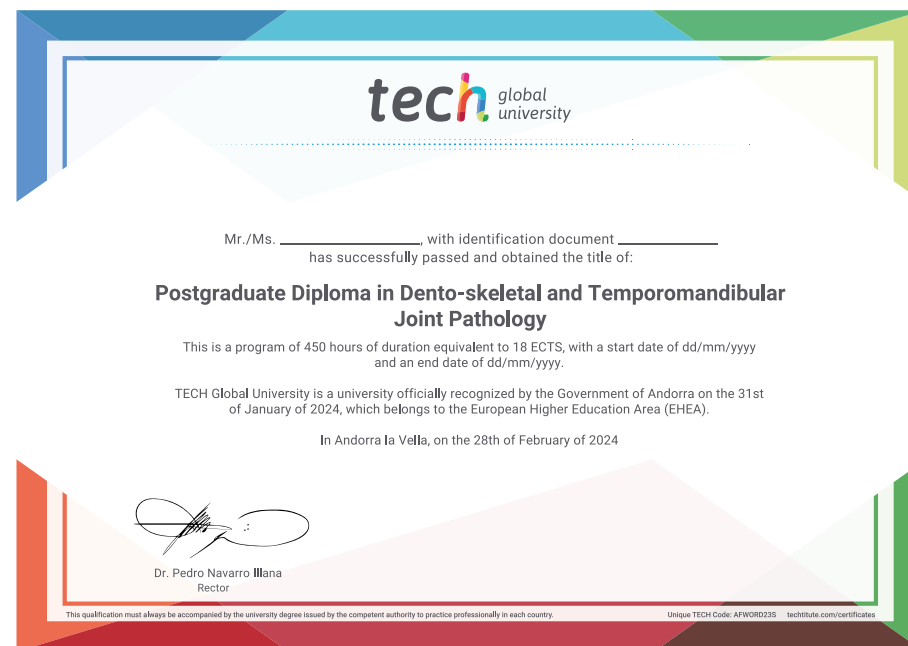 tech global
university
Mr./Ms. ____________________, with identification document ______________
has successfully passed and obtained the title of:
Postgraduate Diploma in Dento-skeletal and Temporomandibular
Joint Pathology
This is a program of 450 hours of duration equivalent to 18 ECTS, with a start date of dd/mm/yyyy
and an end date of dd/mm/yyyy.
TECH Global University is a university officially recognized by the Government of Andorra on the 31st
of January of 2024, which belongs to the European Higher Education Area (EHEA).
In Andorra la Vella, on the 28th of February of 2024
Dr. Pedro Navarro Illana
Rector
This qualification must always be accompanied by the university degree issued by the competent authority to practice professionally in each country. Unique TECH Code: AFWORD23S techtitute.com/certificates